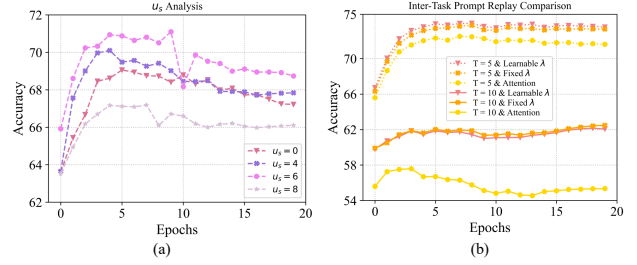 u_s Analysis
Accuracy
72
70
68
66
64
62
0
5
10
15
20
Epochs
u_s = 0
u_s = 4
u_s = 6
u_s = 8
(a)
Inter-Task Prompt Replay Comparison
Accuracy
75
70
66
62
58
54
0
5
10
15
20
Epochs
T = 5 & Learnable λ
T = 5 & Fixed λ
T = 5 & Attention
T = 10 & Learnable λ
T = 10 & Fixed λ
T = 10 & Attention
(b)